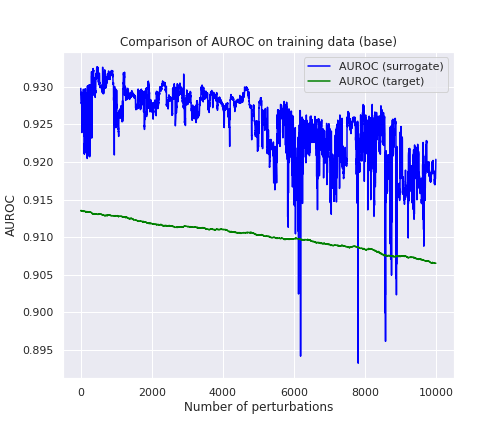 Comparison of AUROC on training data (base)
AUROC (surrogate)
AUROC (target)
AUROC
0.930
0.925
0.920
0.915
0.910
0.905
0.900
0.895
0 2000 4000 6000 8000 10000
Number of perturbations